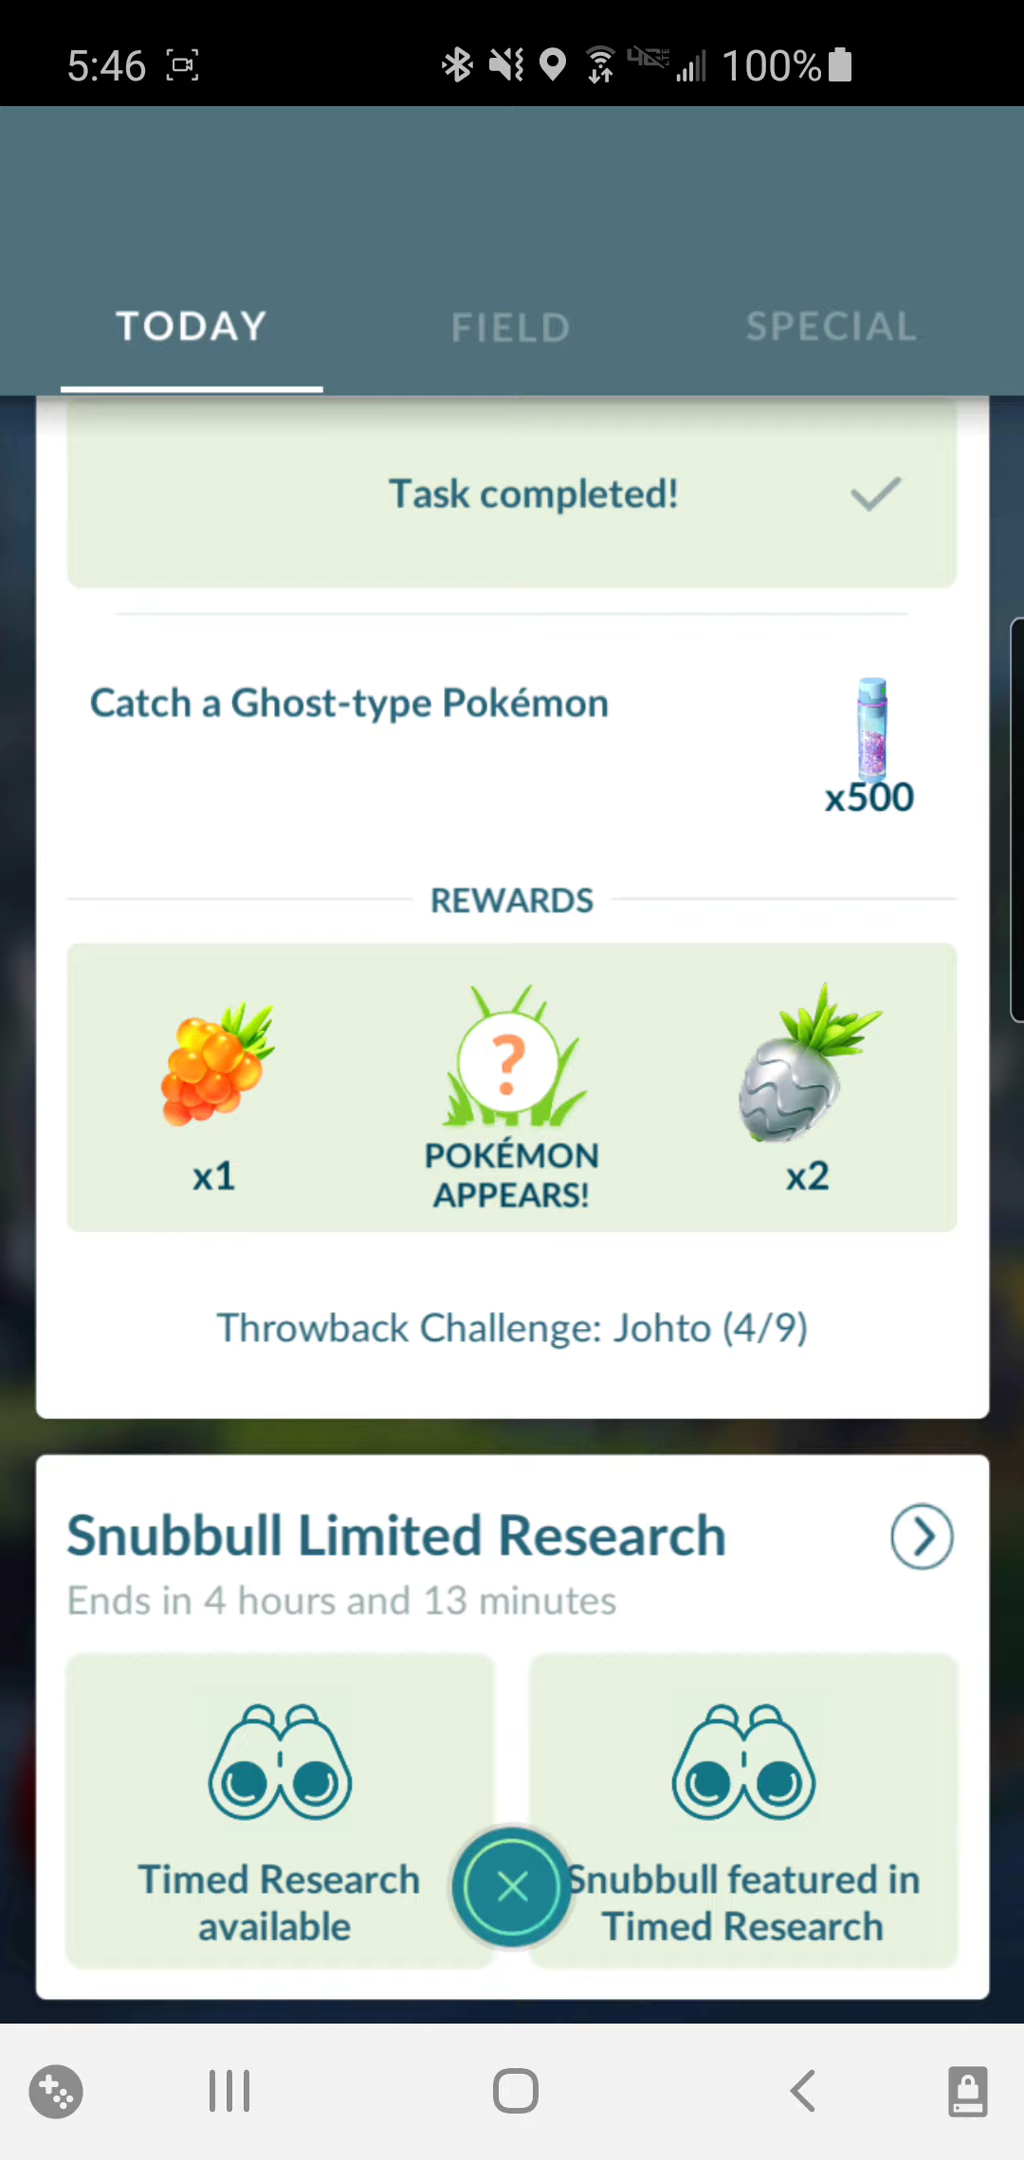 5:46
4G LTE
100%
TODAY
FIELD
SPECIAL
Task completed!
Catch a Ghost-type Pokémon
x500
REWARDS
?
x1
POKÉMON
APPEARS!
x2
Throwback Challenge: Johto (4/9)
Snubbull Limited Research
Ends in 4 hours and 13 minutes
Timed Research
available
Snubbull featured in
Timed Research